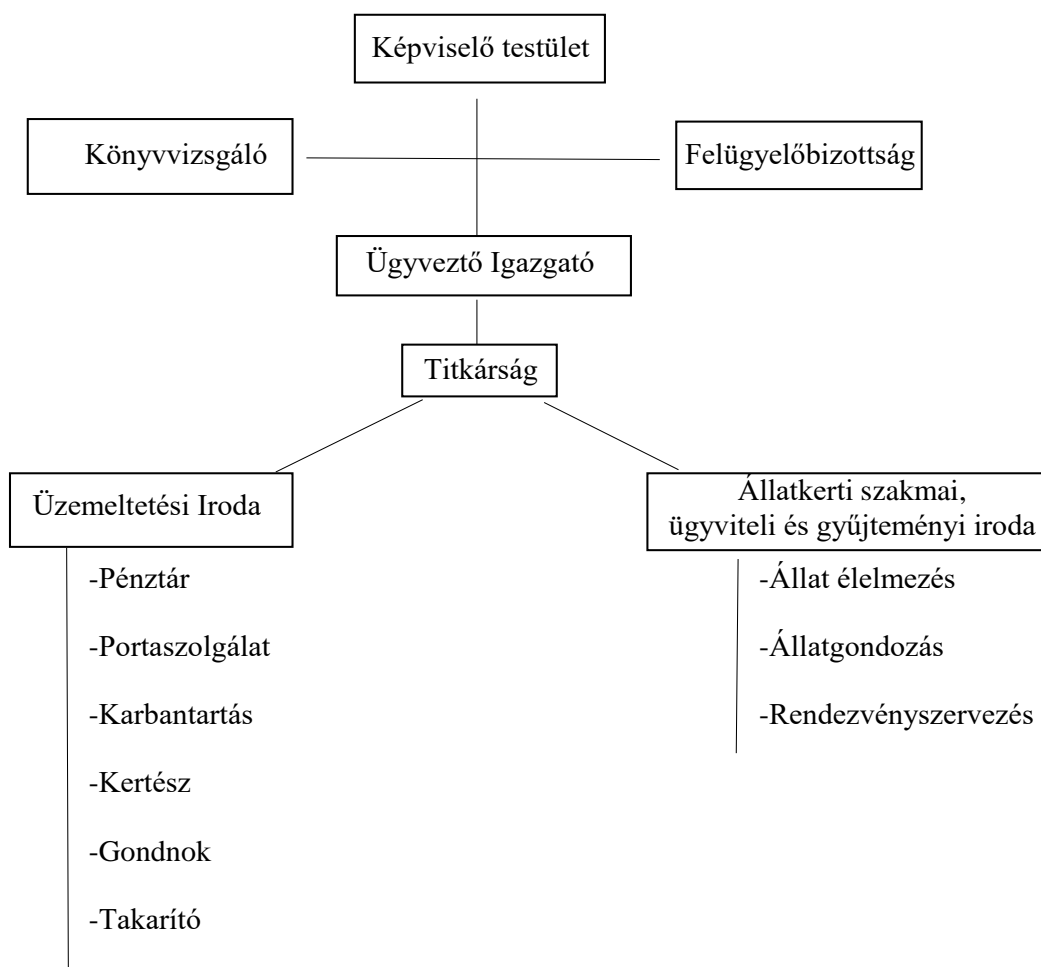 Képviselő testület
Könyvvizsgáló
Felügyelőbizottság
Ügyveztő Igazgató
Titkárság
Üzemeltetési Iroda
-Pénztár
-Portaszolgálat
-Karbantartás
-Kertész
-Gondnok
-Takarító
Állatkerti szakmai,
ügyviteli és gyűjteményi iroda
-Állat élelmezés
-Állatgondozás
-Rendezvényszervezés